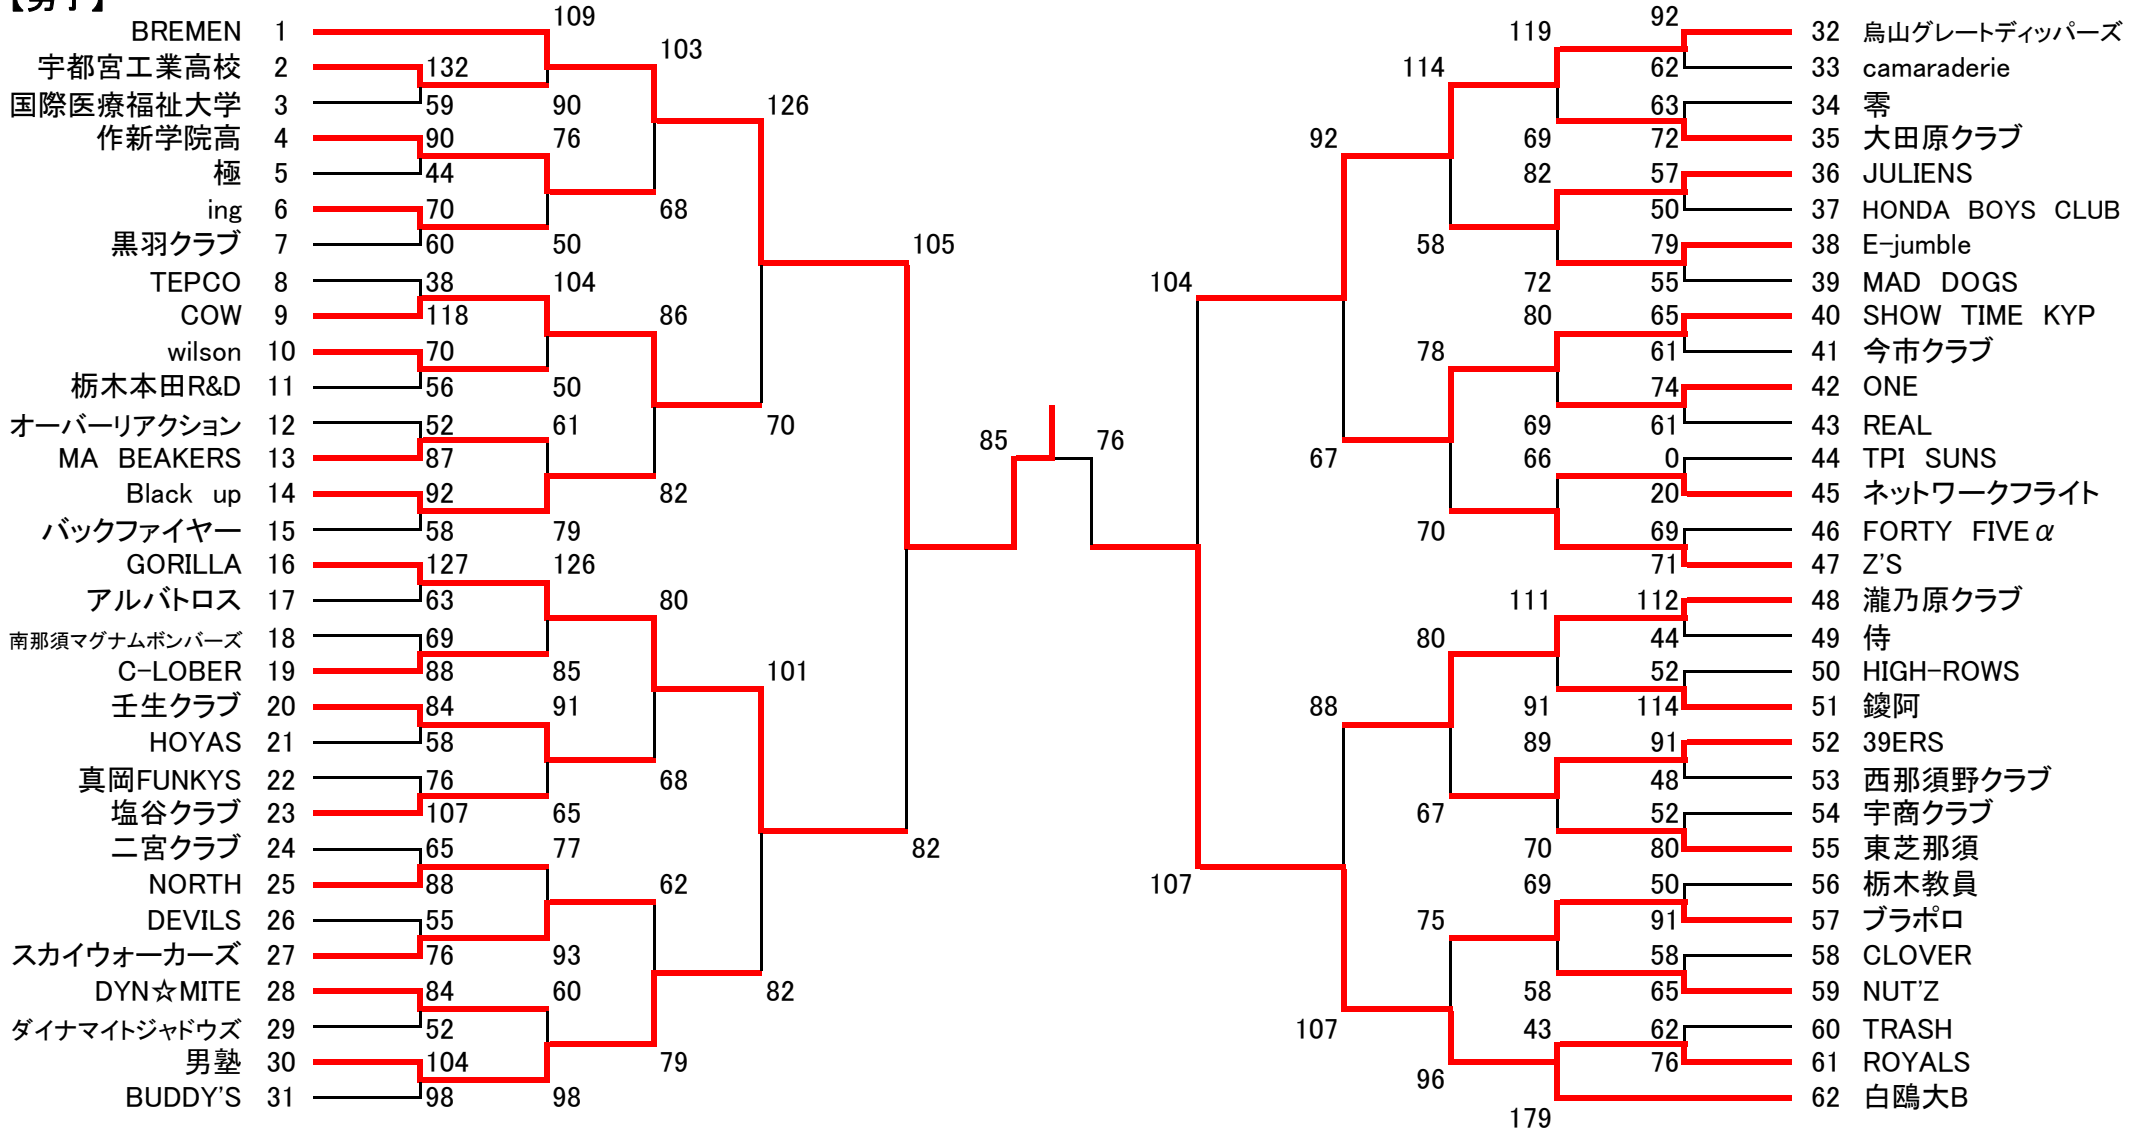 【男子】
BREMEN 1
宇都宮工業高校 2
国際医療福祉大学 3
作新学院高 4
極 5
ing 6
黒羽クラブ 7
TEPCO 8
COW 9
wilson 10
栃木本田R&D 11
オーバーリアクション 12
MA BEAKERS 13
Black up 14
バックファイヤー 15
GORILLA 16
アルバトロス 17
南那須マグナムボンバーズ 18
C-LOBER 19
壬生クラブ 20
HOYAS 21
真岡FUNKYS 22
塩谷クラブ 23
二宮クラブ 24
NORTH 25
DEVILS 26
スカイウォーカーズ 27
DYN☆MITE 28
ダイナマイトジャドウズ 29
男塾 30
BUDDY'S 31
132
59
90
44
70
60
38
118
70
56
52
87
92
58
127
63
69
88
84
58
76
107
65
88
55
76
84
52
104
98
109
90
76
50
104
50
61
79
126
85
91
65
77
93
60
98
103
68
86
82
80
68
62
79
126
70
101
82
105
82
85
76
104
107
92
67
88
107
114
58
78
70
80
67
75
96
119
69
82
72
80
69
66
111
91
89
70
69
58
43
179
92
62
63
72
57
50
79
55
65
61
74
61
0
20
69
71
112
44
52
114
91
48
52
80
50
91
58
65
62
76
32 烏山グレートディッパーズ
33 camaraderie
34 零
35 大田原クラブ
36 JULIENS
37 HONDA BOYS CLUB
38 E-jumble
39 MAD DOGS
40 SHOW TIME KYP
41 今市クラブ
42 ONE
43 REAL
44 TPI SUNS
45 ネットワークフライト
46 FORTY FIVEα
47 Z'S
48 瀧乃原クラブ
49 侍
50 HIGH-ROWS
51 鑁阿
52 39ERS
53 西那須野クラブ
54 宇商クラブ
55 東芝那須
56 栃木教員
57 ブラポロ
58 CLOVER
59 NUT'Z
60 TRASH
61 ROYALS
62 白鴎大B